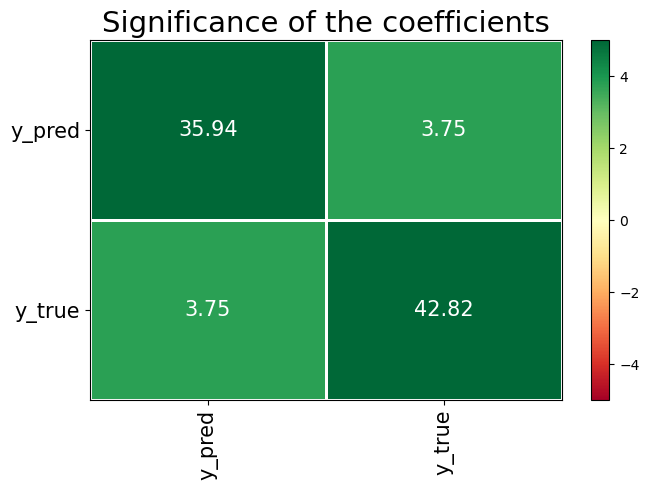 Significance of the coefficients
y_pred
35.94
3.75
y_true
3.75
42.82
y_pred
y_true
4
2
0
−2
−4